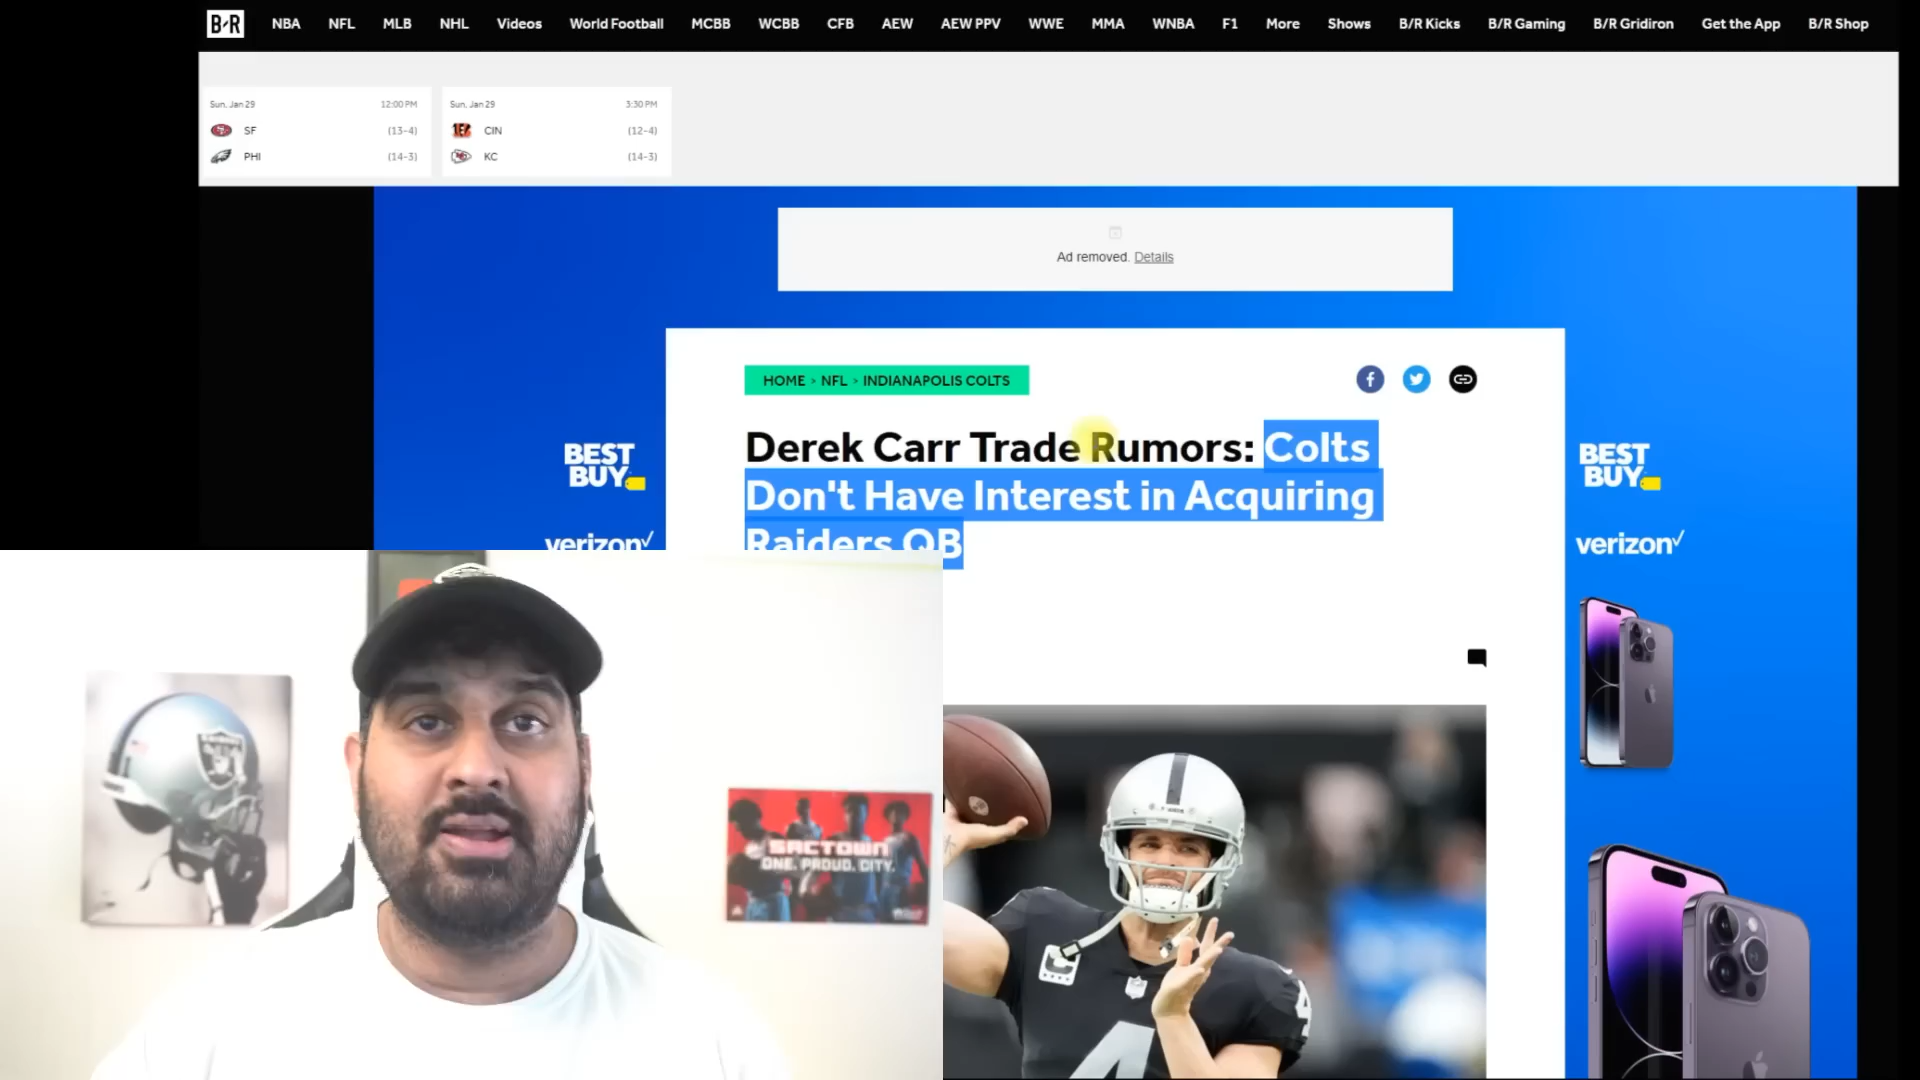 B/R NBA NFL MLB NHL Videos World Football MCBB WCBB CFB AEW AEW PPV WWE MMA WNBA F1 More Shows B/R Kicks B/R Gaming B/R Gridiron Get the App B/R Shop
Sun, Jan 29 12:00 PM
SF (13-4)
PHI (14-3)
Sun, Jan 29 3:30 PM
CIN (12-4)
KC (14-3)
Ad removed. Details
HOME > NFL > INDIANAPOLIS COLTS
Derek Carr Trade Rumors: Colts
Don't Have Interest in Acquiring
Raiders QB
BEST
BUY
verizon✓
BEST
BUY
verizon✓
RAIDERS
SACTOWN
ONE. PROUD. CITY.
C
4
4